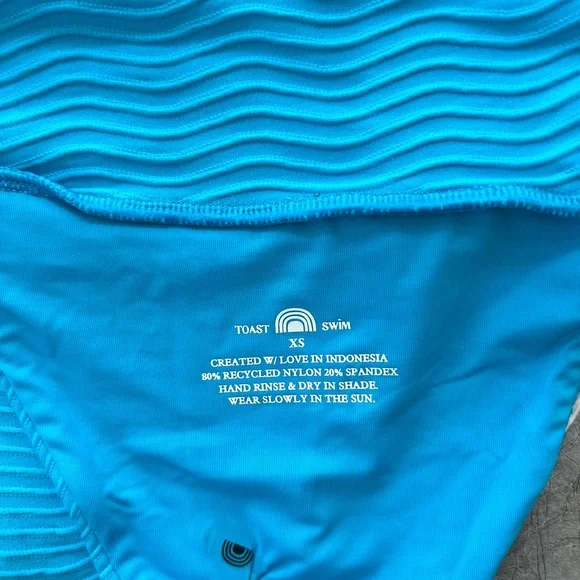 TOAST SWIM
XS
CREATED W/ LOVE IN INDONESIA
80% RECYCLED NYLON 20% SPANDEX
HAND RINSE & DRY IN SHADE.
WEAR SLOWLY IN THE SUN.